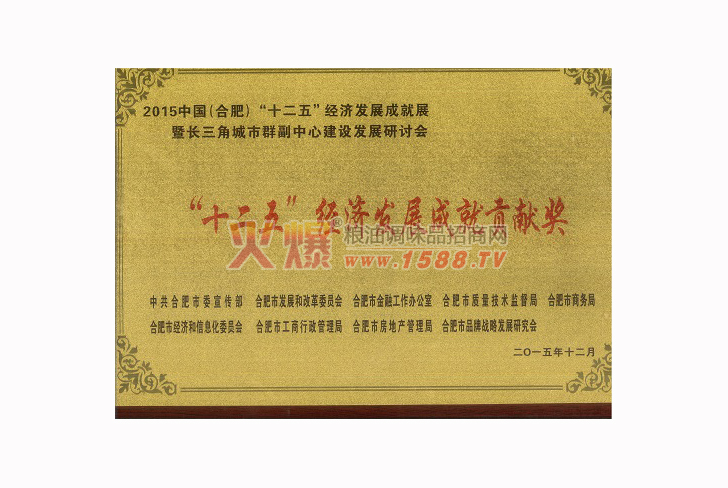 2015中国(合肥)“十二五”经济发展成就展
暨长三角城市群副中心建设发展研讨会
“十二五”经济发展成就贡献奖
火爆®粮油调味品招商网
www.1588.TV
中共合肥市委宣传部 合肥市发展和改革委员会 合肥市金融工作办公室 合肥市质量技术监督局 合肥市商务局
合肥市经济和信息化委员会 合肥市工商行政管理局 合肥市房地产管理局 合肥市品牌战略发展研究会
二〇一五年十二月